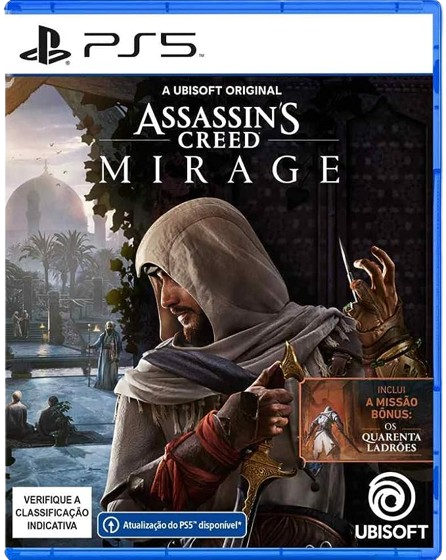 PS5™
A UBISOFT ORIGINAL
ASSASSIN'S
CREED
MIRAGE
INCLUI
A MISSÃO
BÔNUS:
OS
QUARENTA
LADRÕES
VERIFIQUE A
CLASSIFICAÇÃO
INDICATIVA
Atualização do PS5™ disponível*
UBISOFT